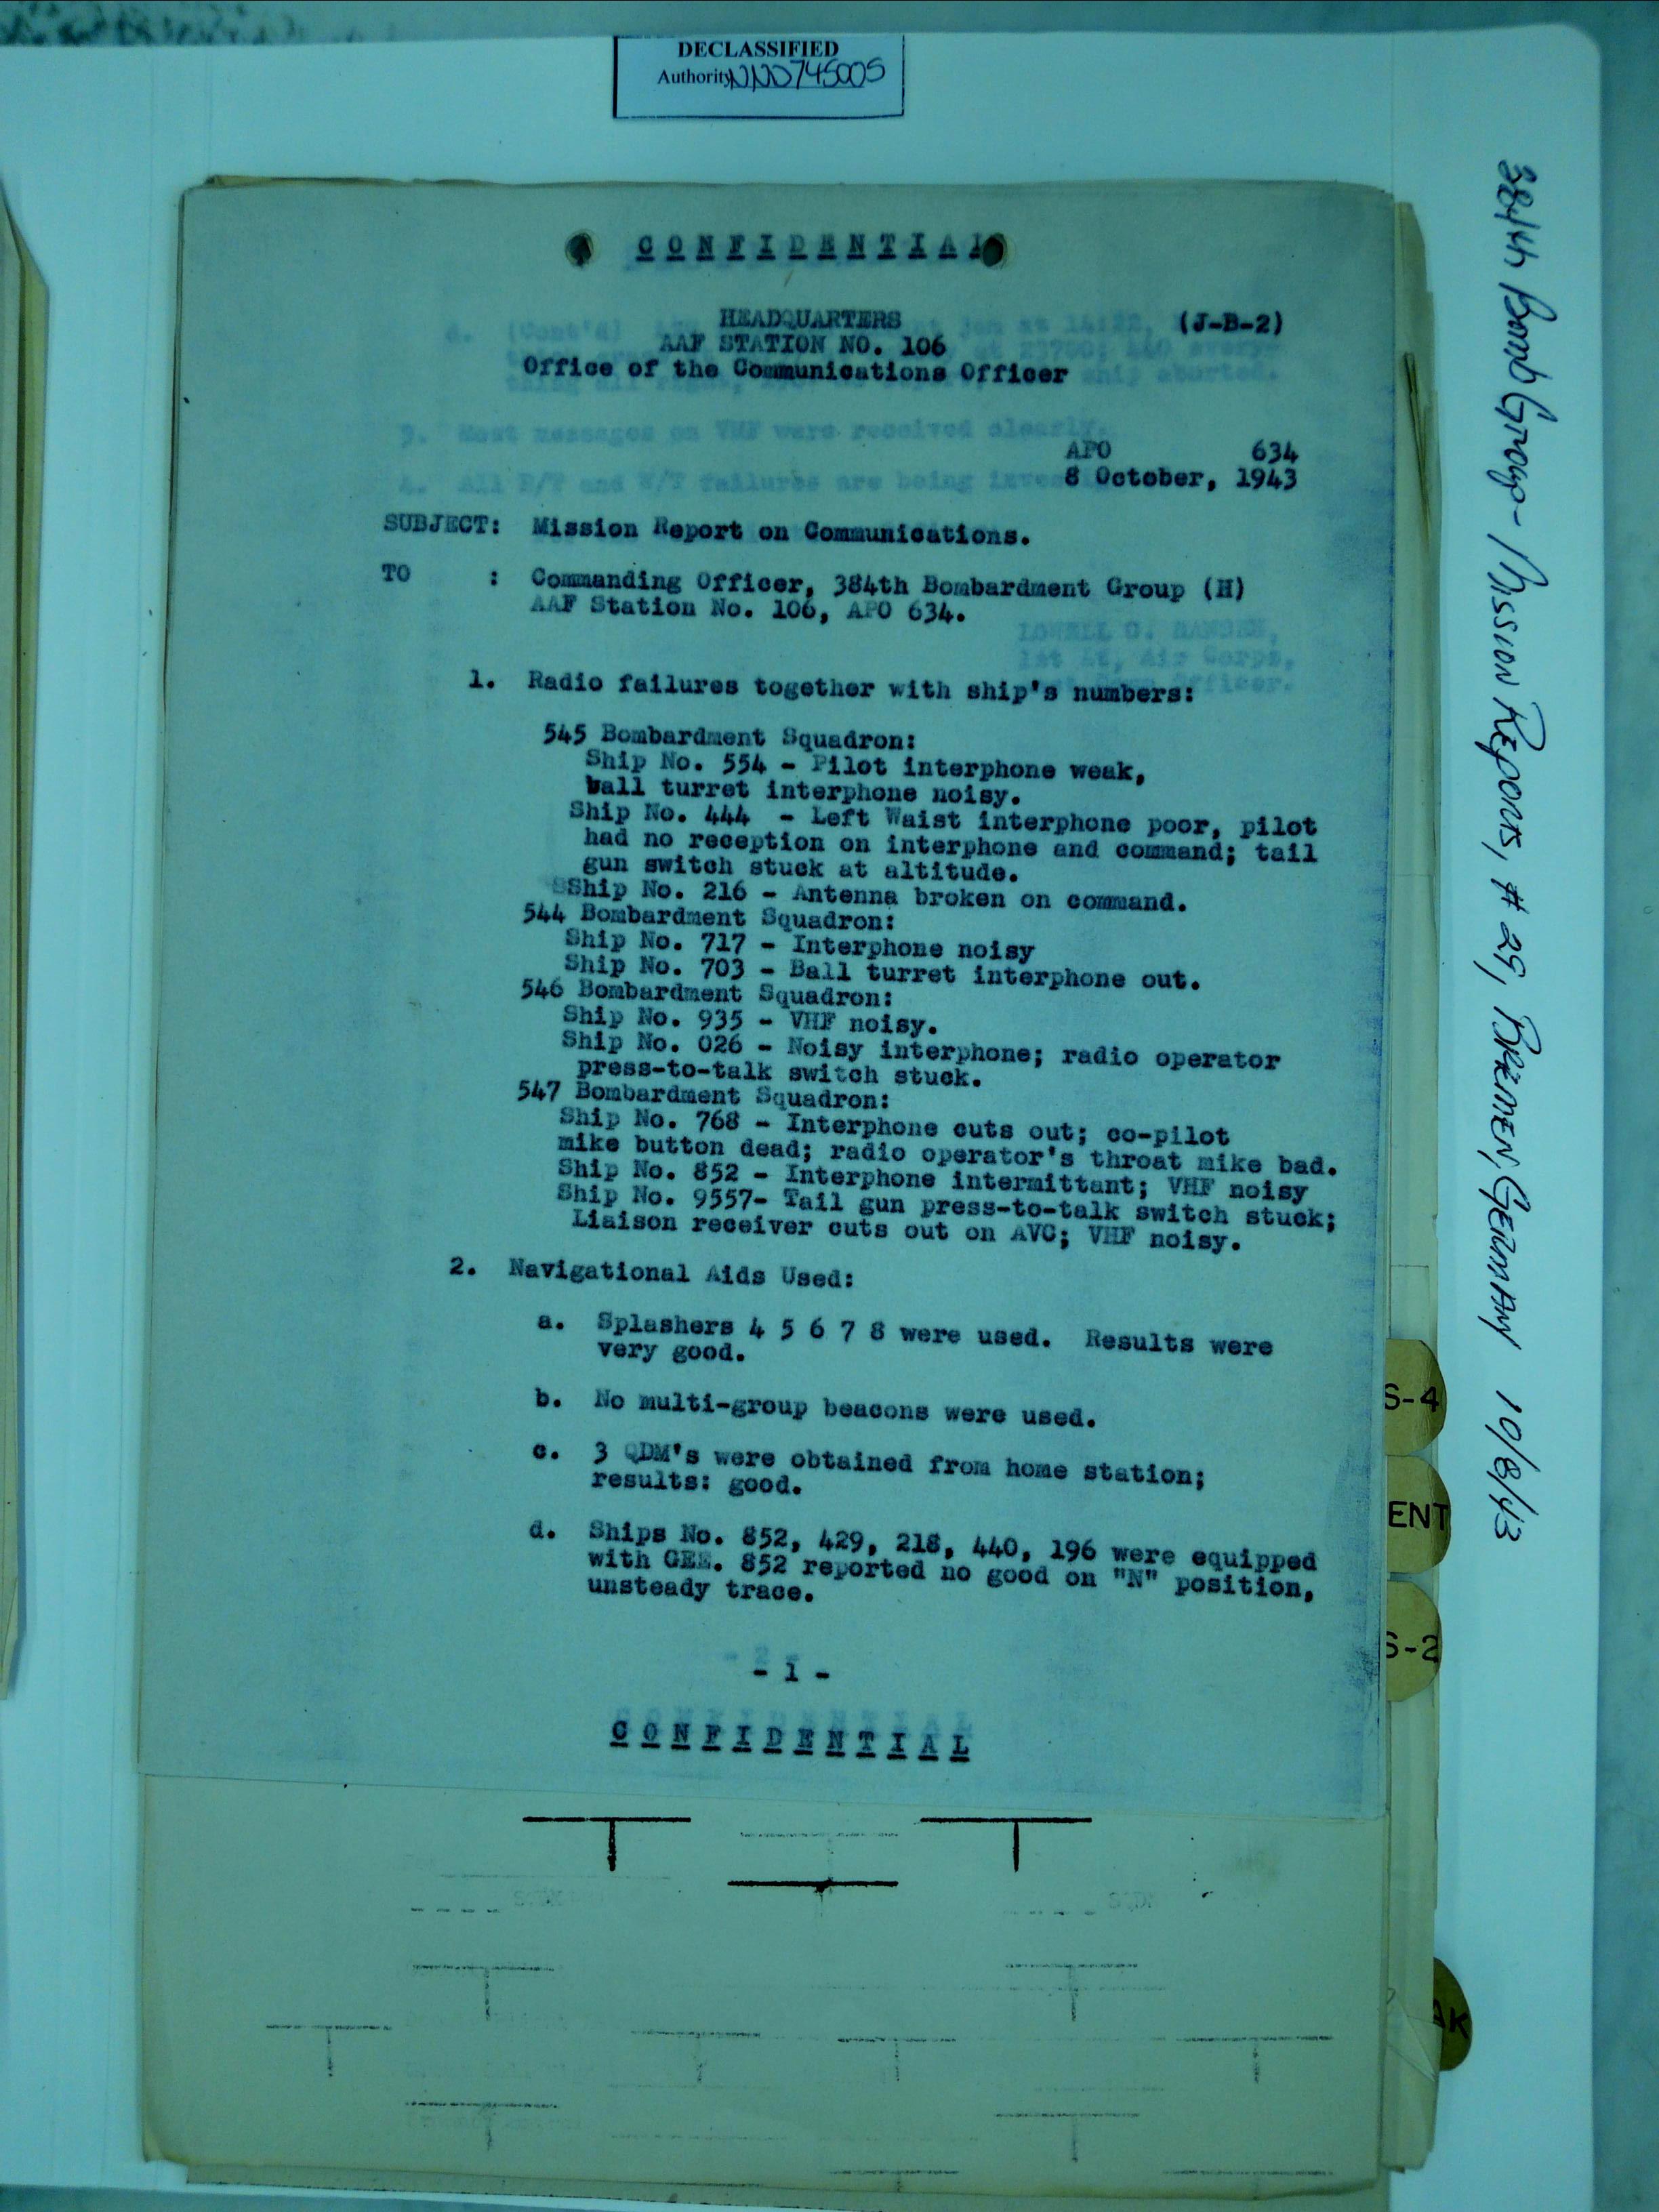 DECLASSIFIED
Authority NND745005
CONFIDENTIAL
HEADQUARTERS (J-B-2)
AAF STATION NO. 106
Office of the Communications Officer
APO 634
8 October, 1943
SUBJECT: Mission Report on Communications.
TO : Commanding Officer, 384th Bombardment Group (H)
AAF Station No. 106, APO 634.
1. Radio failures together with ship's numbers:
545 Bombardment Squadron:
Ship No. 554 - Pilot interphone weak,
ball turret interphone noisy.
Ship No. 444 - Left Waist interphone poor, pilot
had no reception on interphone and command; tail
gun switch stuck at altitude.
Ship No. 216 - Antenna broken on command.
544 Bombardment Squadron:
Ship No. 717 - Interphone noisy
Ship No. 703 - Ball turret interphone out.
546 Bombardment Squadron:
Ship No. 935 - VHF noisy.
Ship No. 026 - Noisy interphone; radio operator
press-to-talk switch stuck.
547 Bombardment Squadron:
Ship No. 768 - Interphone cuts out; co-pilot
mike button dead; radio operator's throat mike bad.
Ship No. 852 - Interphone intermittant; VHF noisy
Ship No. 9557- Tail gun press-to-talk switch stuck;
Liaison receiver cuts out on AVC; VHF noisy.
2. Navigational Aids Used:
a. Splashers 4 5 6 7 8 were used. Results were
very good.
b. No multi-group beacons were used.
c. 3 QDM's were obtained from home station;
results: good.
d. Ships No. 852, 429, 218, 440, 196 were equipped
with GEE. 852 reported no good on "N" position,
unsteady trace.
- 1 -
CONFIDENTIAL
384th Bomb Group - Mission Reports, # 25, BREMEN, GERMANY 10/8/43
S-4
ENT
S-2
AK